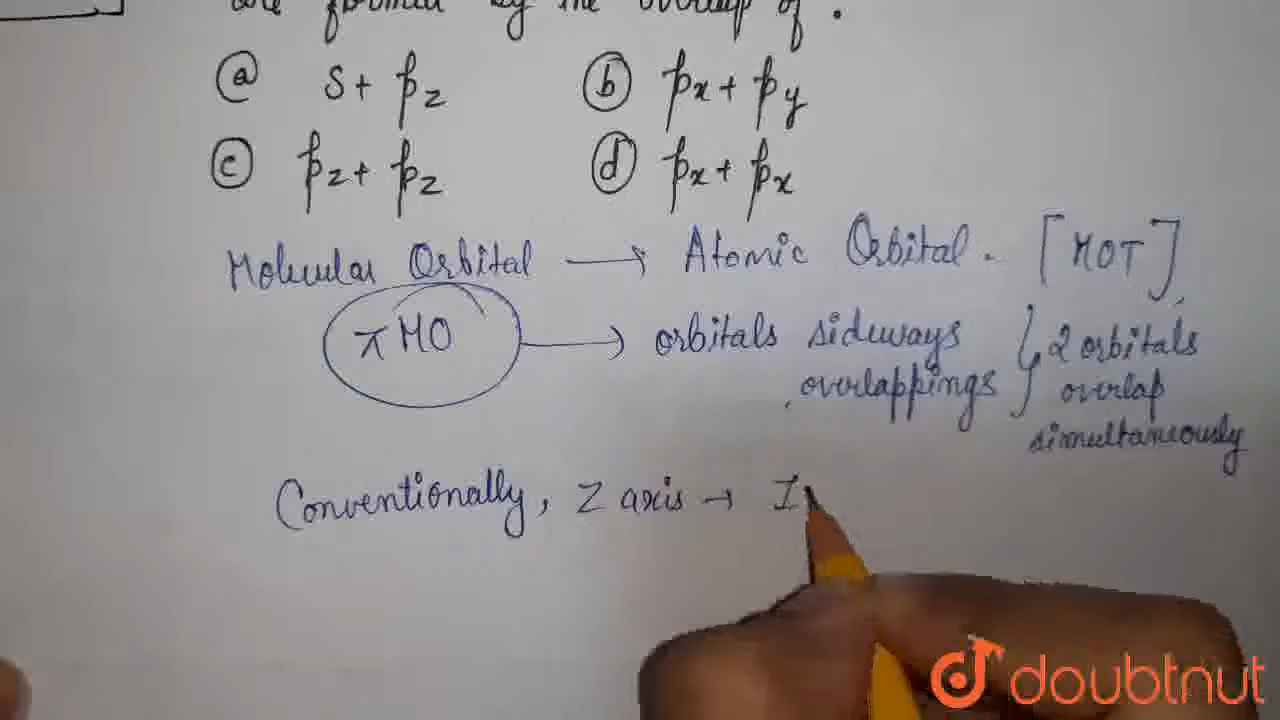 are formed by the overlap of .
(a) S + pz (b) px + py
(c) pz + pz (d) px + px
Molecular Orbital → Atomic Orbital . [MOT]
π MO → orbitals sideways overlappings } 2 orbitals overlap simultaneously
Conventionally, Z axis → I
doubtnut